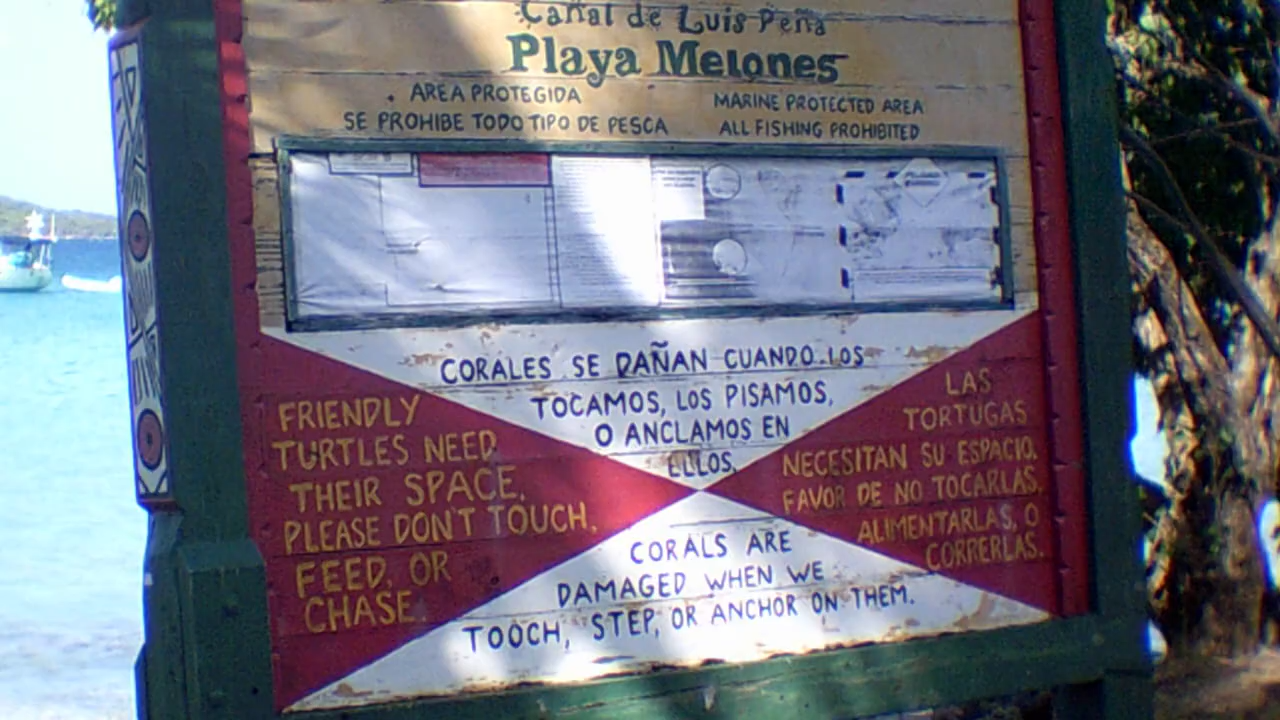 Canal de Luis Peña
Playa Melones
AREA PROTEGIDA
SE PROHIBE TODO TIPO DE PESCA
MARINE PROTECTED AREA
ALL FISHING PROHIBITED
CORALES SE DAÑAN CUANDO LOS
TOCAMOS, LOS PISAMOS,
O ANCLAMOS EN
ELLOS.
FRIENDLY
TURTLES NEED
THEIR SPACE.
PLEASE DON'T TOUCH,
FEED, OR
CHASE.
LAS
TORTUGAS
NECESITAN SU ESPACIO.
FAVOR DE NO TOCARLAS,
ALIMENTARLAS, O
CORRERLAS.
CORALS ARE
DAMAGED WHEN WE
TOOCH, STEP, OR ANCHOR ON THEM.